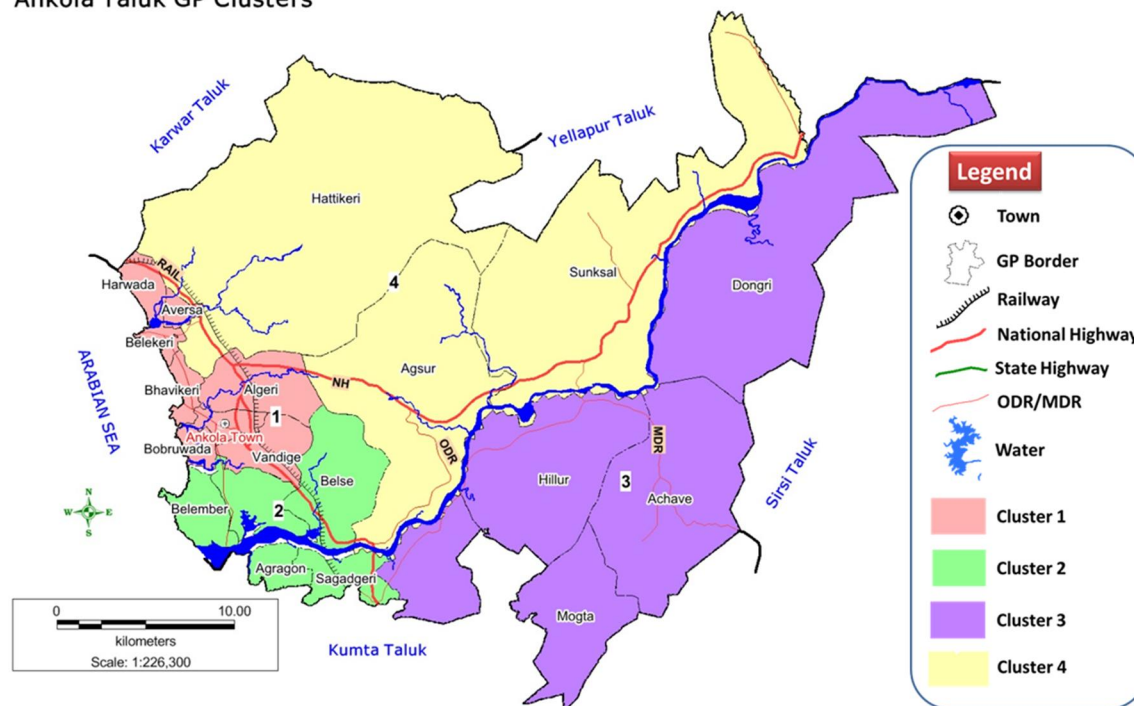 Ankola Taluk GP Clusters
Karwar Taluk
Yellapur Taluk
Hattikeri
RAIL
Harwada
4
Sunksal
Dongri
Aversa
Belekeri
ARABIAN SEA
NH
Agsur
Bhavikeri
Algeri
1
Ankola Town
Bobruwada
Vandige
ODR
MDR
Sirsi Taluk
Belse
Hillur
3
Achave
Belember
2
N
W E
S
Agragon
Sagadgeri
Mogta
Kumta Taluk
0 10.00
kilometers
Scale: 1:226,300
Legend
Town
GP Border
Railway
National Highway
State Highway
ODR/MDR
Water
Cluster 1
Cluster 2
Cluster 3
Cluster 4